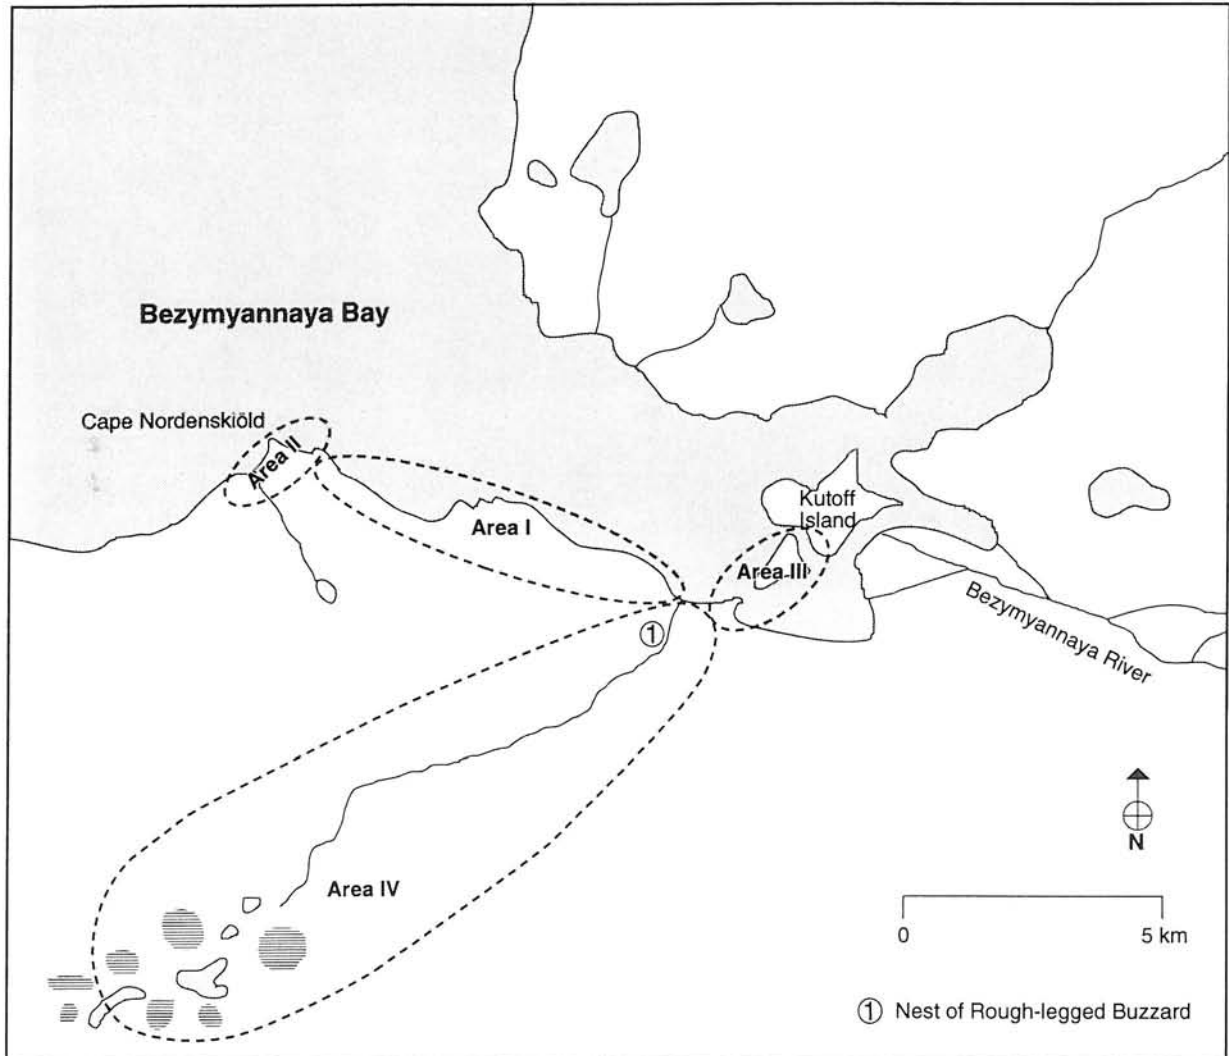 Bezymyannaya Bay
Cape Nordenskiöld
Area II
Area I
Kutoff
Island
Area III
Bezymyannaya River
1
N
Area IV
0 5 km
1 Nest of Rough-legged Buzzard